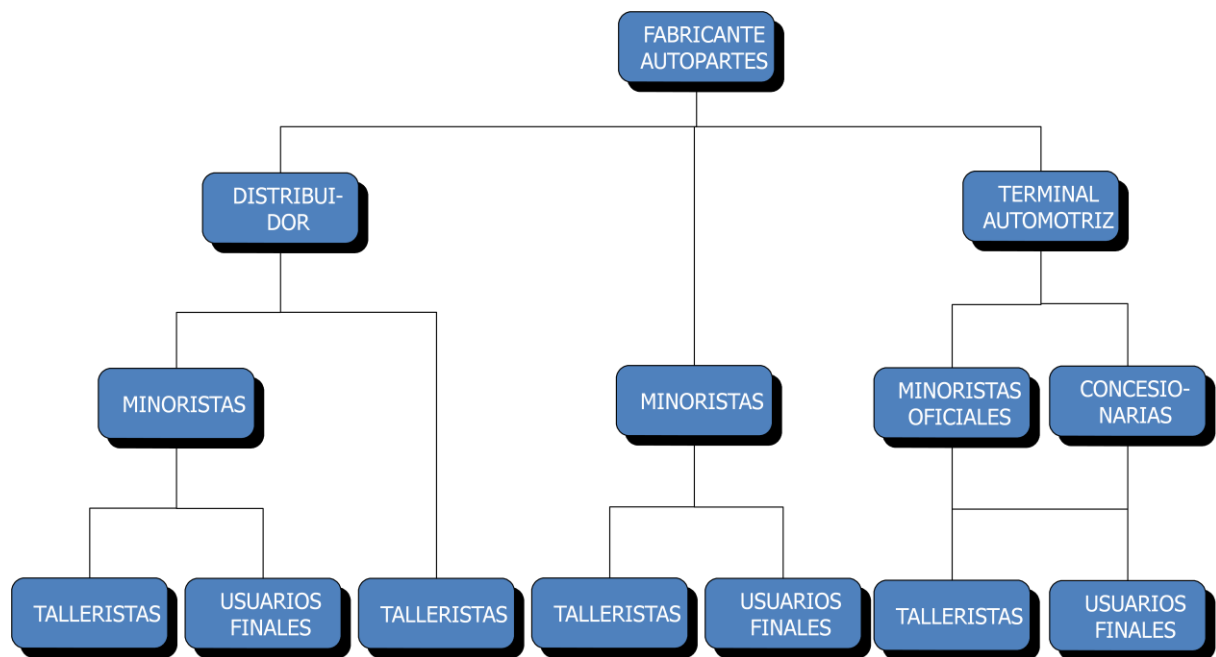 FABRICANTE
AUTOPARTES
DISTRIBUI-
DOR
TERMINAL
AUTOMOTRIZ
MINORISTAS
MINORISTAS
MINORISTAS
OFICIALES
CONCESIO-
NARIAS
TALLERISTAS
USUARIOS
FINALES
TALLERISTAS
TALLERISTAS
USUARIOS
FINALES
TALLERISTAS
USUARIOS
FINALES